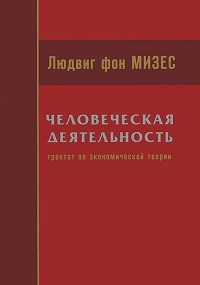 Людвиг фон МИЗЕС
ЧЕЛОВЕЧЕСКАЯ
ДЕЯТЕЛЬНОСТЬ
трактат по экономической теории